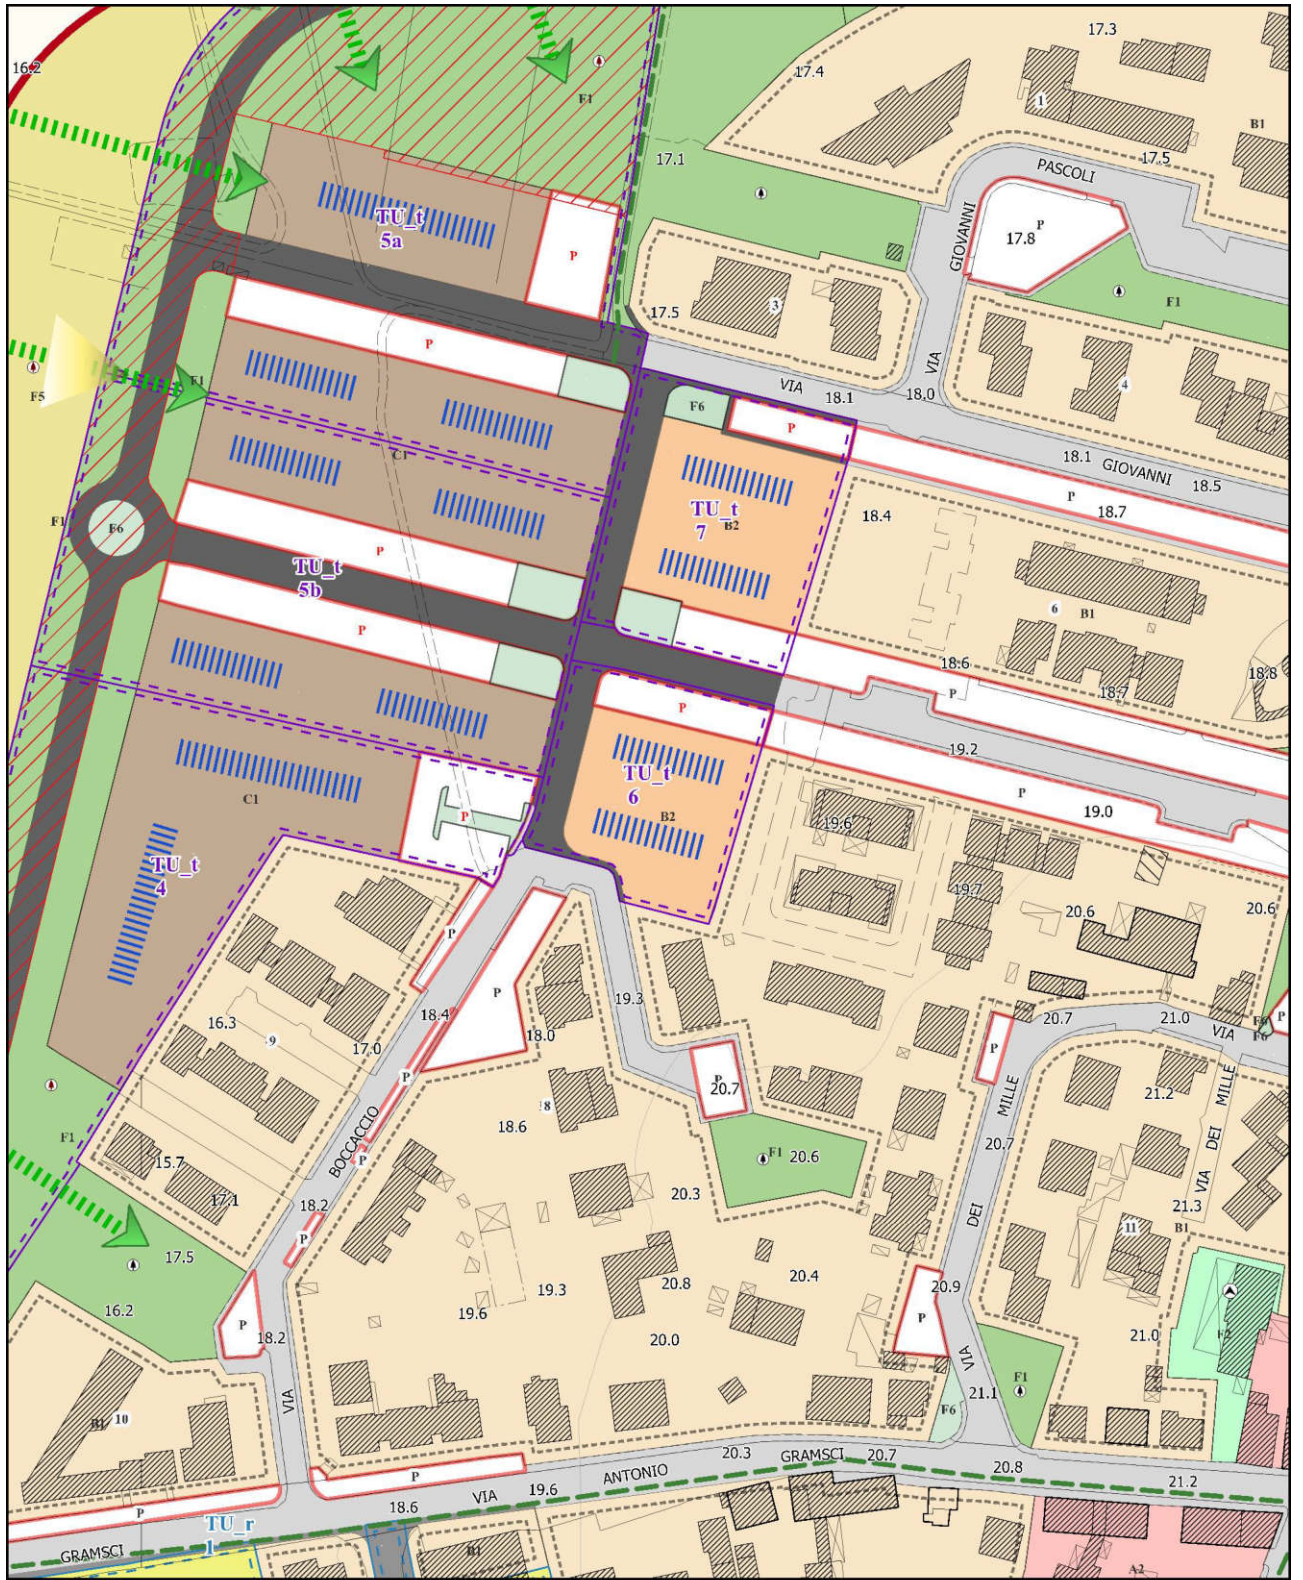 17.3
16.2
17.4
F1
1
B1
17.1
17.5
PASCOLI
TU_t
5a
P
GIOVANNI
P
17.8
P
F1
17.5
3
P
VIA
VIA
4
F1
F5
18.1
18.0
F6
P
C1
18.1
GIOVANNI
18.5
P
18.7
TU_t
7
B2
18.4
F1
F6
P
TU_t
5b
6
B1
P
18.6
18.7
18.8
P
P
19.2
TU_t
6
P
19.0
C1
P
B2
19.6
TU_t
4
19.7
20.6
20.6
P
P
19.3
16.3
9
17.0
18.4
18.0
20.7
21.0
VIA
F6
F6
P
P
P
P
20.7
MILLE
21.2
MILLE
8
18.6
BOCCACCIO
F1
P
F1
20.6
20.7
DEI
15.7
17.1
18.2
20.3
DEI
VIA
21.3
B1
11
P
17.5
16.2
19.3
20.8
20.4
20.9
P
19.6
20.0
21.0
F2
P
18.2
VIA
F1
21.1
F6
B1
10
VIA
20.3
GRAMSCI
20.7
20.8
21.2
P
ANTONIO
19.6
VIA
18.6
P
TU_r
1
GRAMSCI
B1
A2